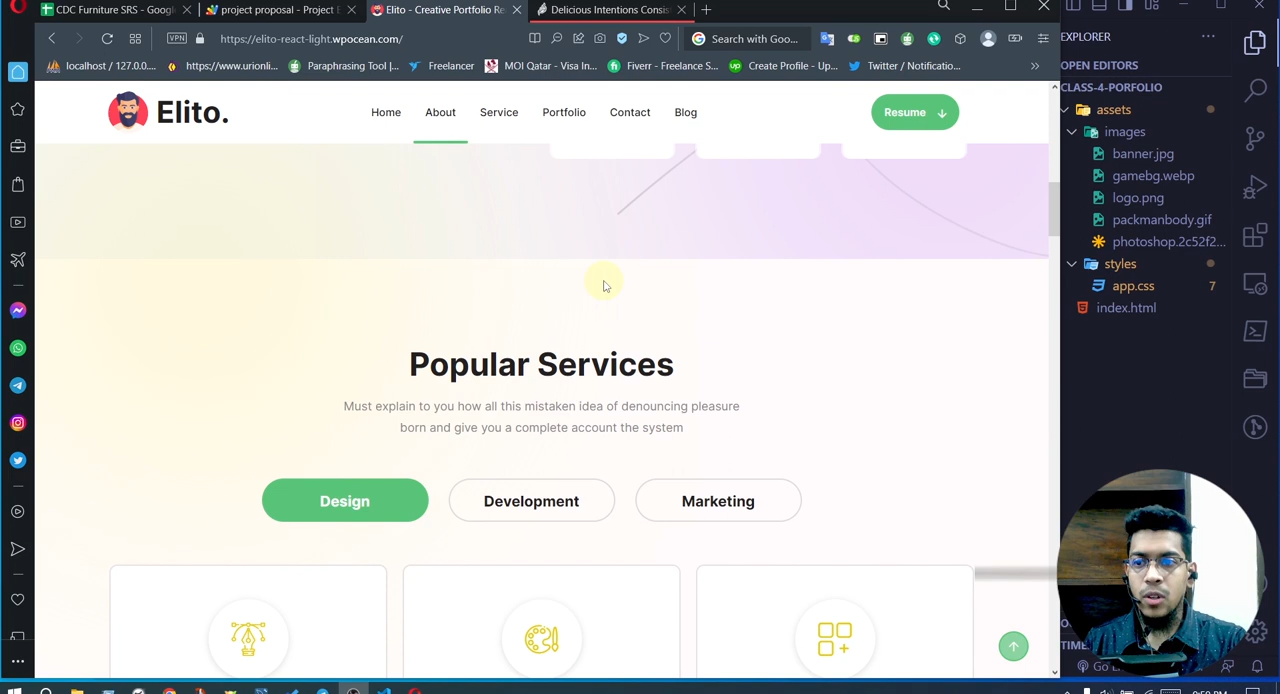 CDC Furniture SRS - Google
project proposal - Project B
Elito - Creative Portfolio Re
Delicious Intentions Consis
VPN
https://elito-react-light.wpocean.com/
Search with Goo...
localhost / 127.0.0....
https://www.urionli...
Paraphrasing Tool |...
Freelancer
MOI Qatar - Visa In...
Fiverr - Freelance S...
up
Create Profile - Up...
Twitter / Notificatio...
Elito.
Home
About
Service
Portfolio
Contact
Blog
Resume
Popular Services
Must explain to you how all this mistaken idea of denouncing pleasure
born and give you a complete account the system
Design
Development
Marketing
EXPLORER
OPEN EDITORS
CLASS-4-PORFOLIO
assets
images
banner.jpg
gamebg.webp
logo.png
packmanbody.gif
photoshop.2c52f2...
styles
app.css
7
index.html
TIME